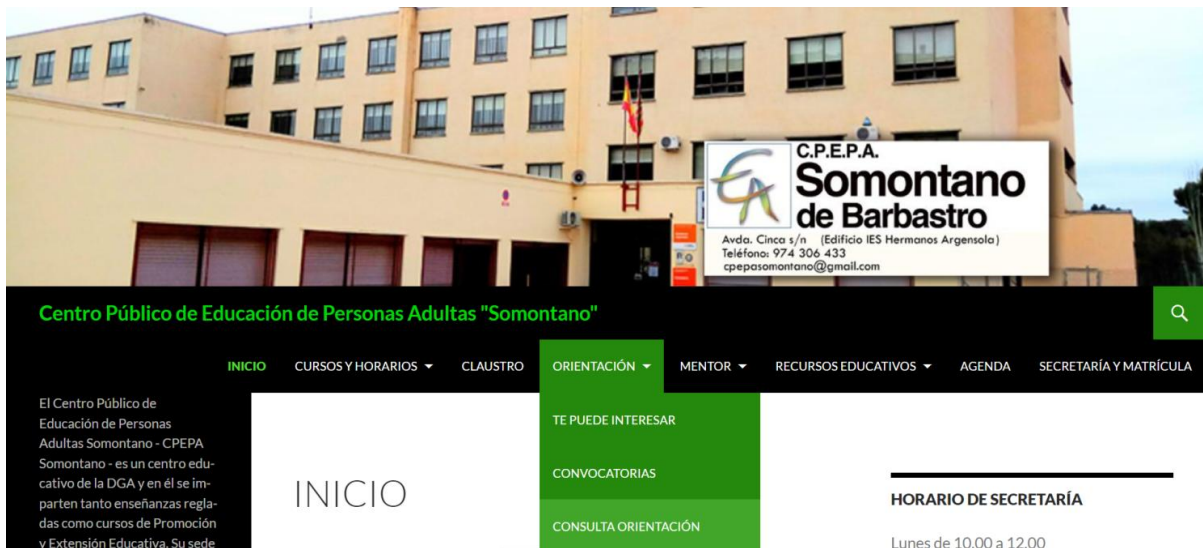 C.P.E.P.A.
Somontano
de Barbastro
Avda. Cinca s/n (Edificio IES Hermanos Argensola)
Teléfono: 974 306 433
cpepasomontano@gmail.com
Centro Público de Educación de Personas Adultas "Somontano"
INICIO CURSOS Y HORARIOS CLAUSTRO ORIENTACIÓN MENTOR RECURSOS EDUCATIVOS AGENDA SECRETARÍA Y MATRÍCULA
El Centro Público de
Educación de Personas
Adultas Somontano - CPEPA
Somontano - es un centro edu-
cativo de la DGA y en él se im-
parten tanto enseñanzas regla-
das como cursos de Promoción
y Extensión Educativa. Su sede
TE PUEDE INTERESAR
CONVOCATORIAS
CONSULTA ORIENTACIÓN
INICIO
HORARIO DE SECRETARÍA
Lunes de 10.00 a 12.00